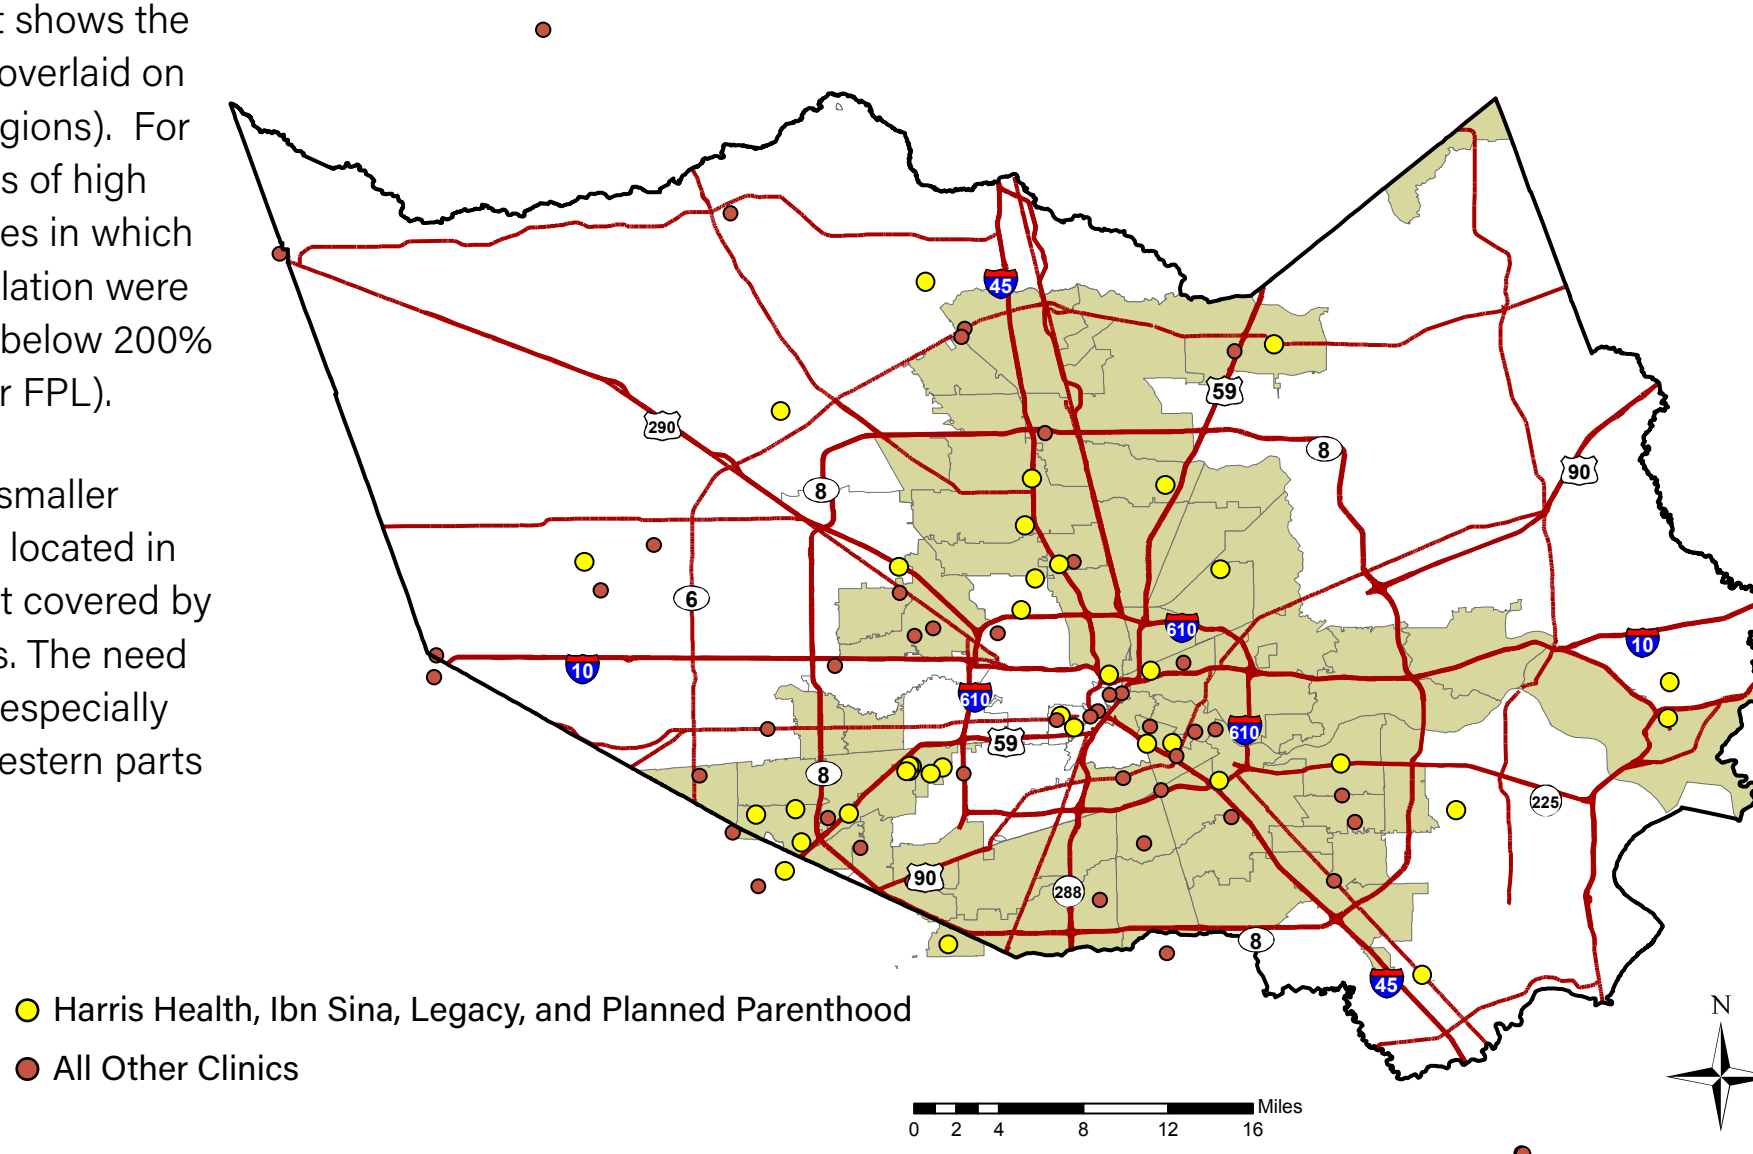 t shows the
overlaid on
gions).  For
s of high
es in which
lation were
below 200%
r FPL).
smaller
located in
t covered by
s. The need
especially
estern parts
45
59
290
8
90
8
6
610
10
10
610
610
59
8
225
90
288
8
45
Harris Health, Ibn Sina, Legacy, and Planned Parenthood
All Other Clinics
N
Miles
0 2 4 8 12 16